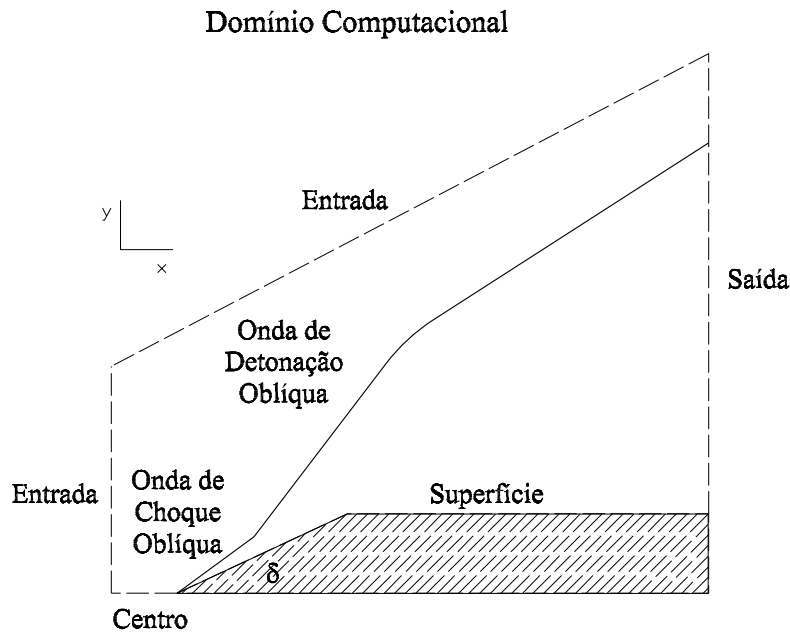 Domínio Computacional
Entrada
y
x
Saída
Onda de
Detonação
Oblíqua
Onda de
Choque
Oblíqua
Entrada
Superfície
δ
Centro